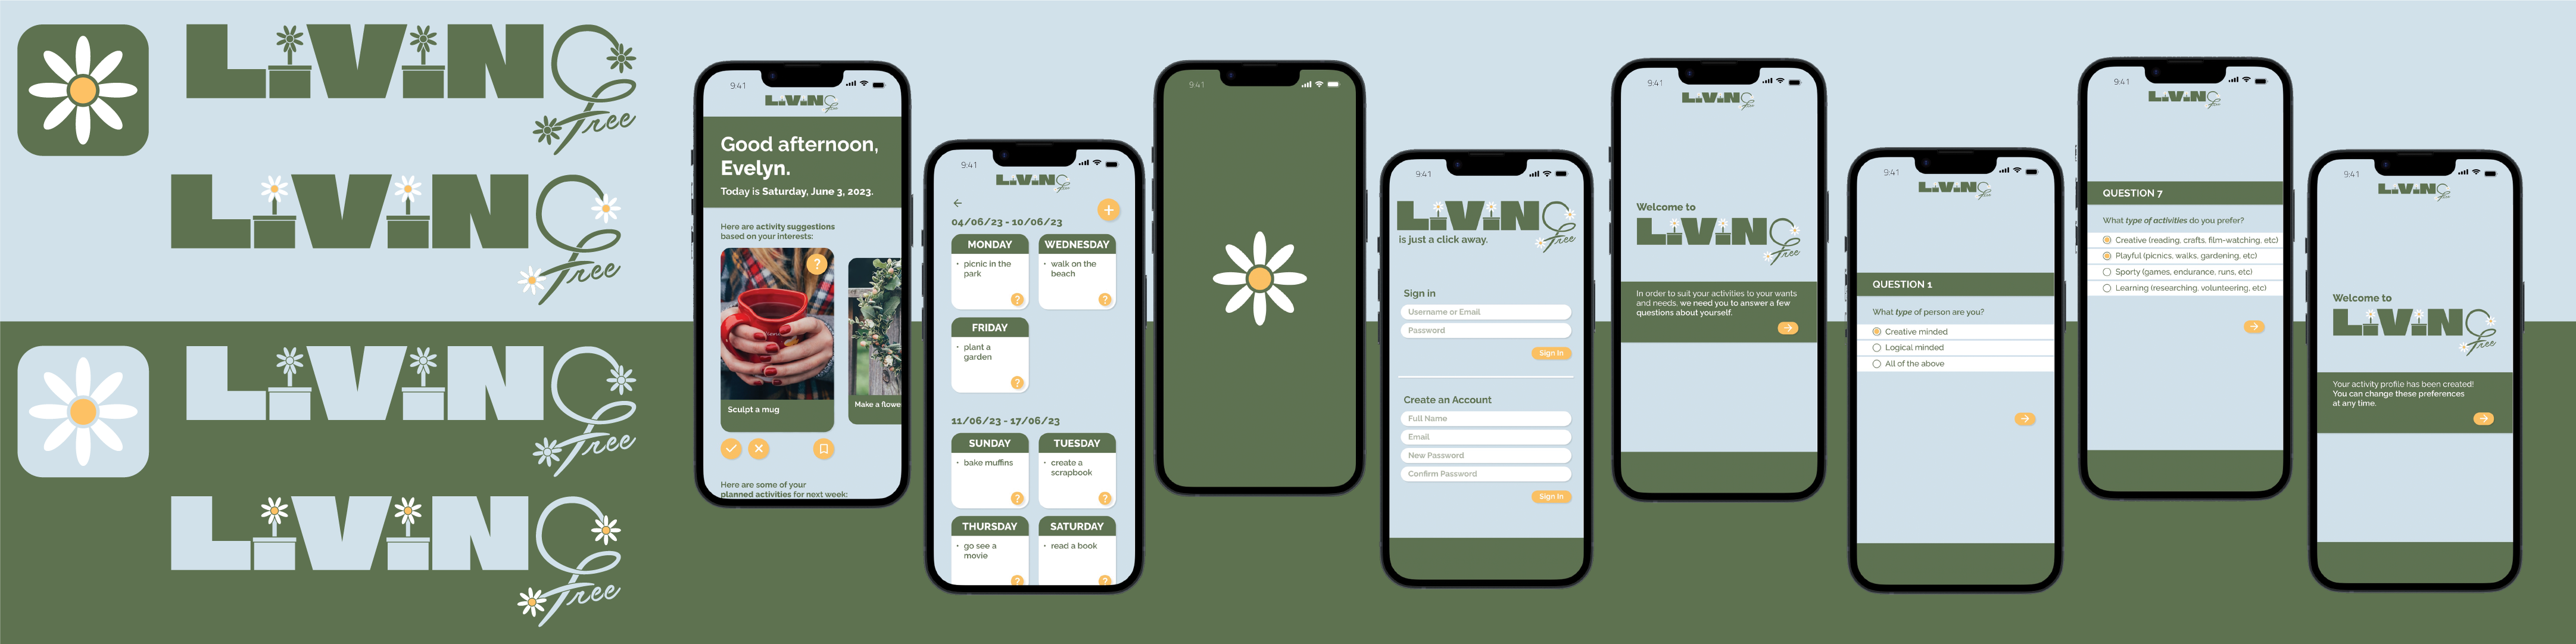 LiViNG
free
LiViNG
free
LiViNG
free
LiViNG
free
9:41
LiViNG
free
Good afternoon,
Evelyn.
Today is Saturday, June 3, 2023.
Here are activity suggestions
based on your interests:
?
Sculpt a mug
Make a flowe
Here are some of your
planned activities for next week:
9:41
LiViNG
free
04/06/23 - 10/06/23
MONDAY
• picnic in the
park
?
WEDNESDAY
• walk on the
beach
?
FRIDAY
• plant a
garden
?
11/06/23 - 17/06/23
SUNDAY
• bake muffins
?
TUESDAY
• create a
scrapbook
?
THURSDAY
• go see a
movie
?
SATURDAY
• read a book
?
9:41
9:41
LiViNG
free
is just a click away.
Sign in
Username or Email
Password
Sign In
Create an Account
Full Name
Email
New Password
Confirm Password
Sign In
9:41
LiViNG
free
Welcome to
LiViNG
free
In order to suit your activities to your wants
and needs, we need you to answer a few
questions about yourself.
9:41
LiViNG
free
QUESTION 1
What type of person are you?
Creative minded
Logical minded
All of the above
9:41
LiViNG
free
QUESTION 7
What type of activities do you prefer?
Creative (reading, crafts, film-watching, etc)
Playful (picnics, walks, gardening, etc)
Sporty (games, endurance, runs, etc)
Learning (researching, volunteering, etc)
9:41
LiViNG
free
Welcome to
LiViNG
free
Your activity profile has been created!
You can change these preferences
at any time.